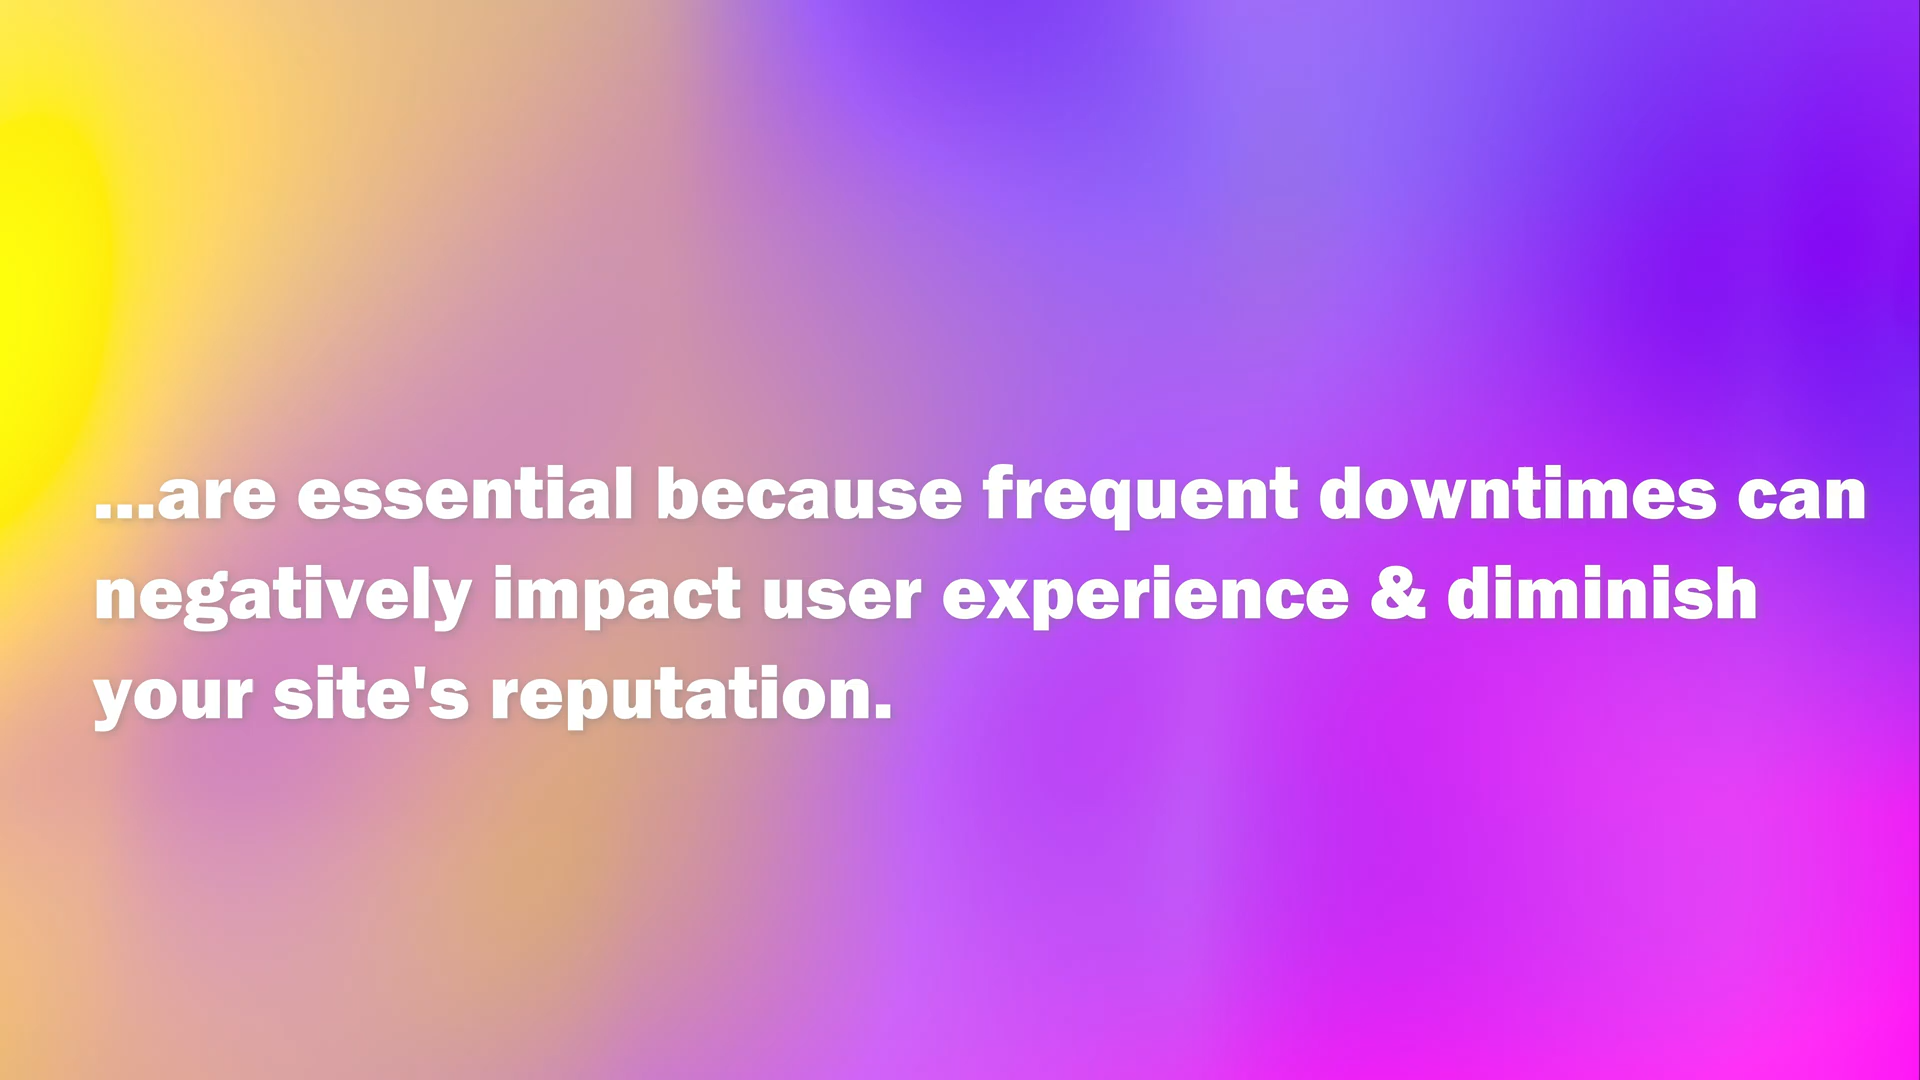 ...are essential because frequent downtimes can
negatively impact user experience & diminish
your site's reputation.